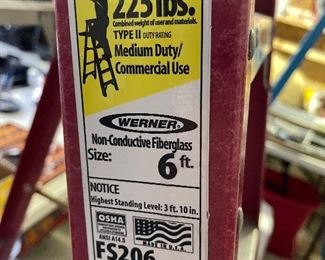 225 lbs.
Combined weight of user and materials.
TYPE II DUTY RATING
Medium Duty/
Commercial Use
WERNER
Non-Conductive Fiberglass
Size: 6 ft.
NOTICE
Highest Standing Level: 3 ft. 10 in.
OSHA
ANSI A14.5
MADE IN U.S.A.
FS206